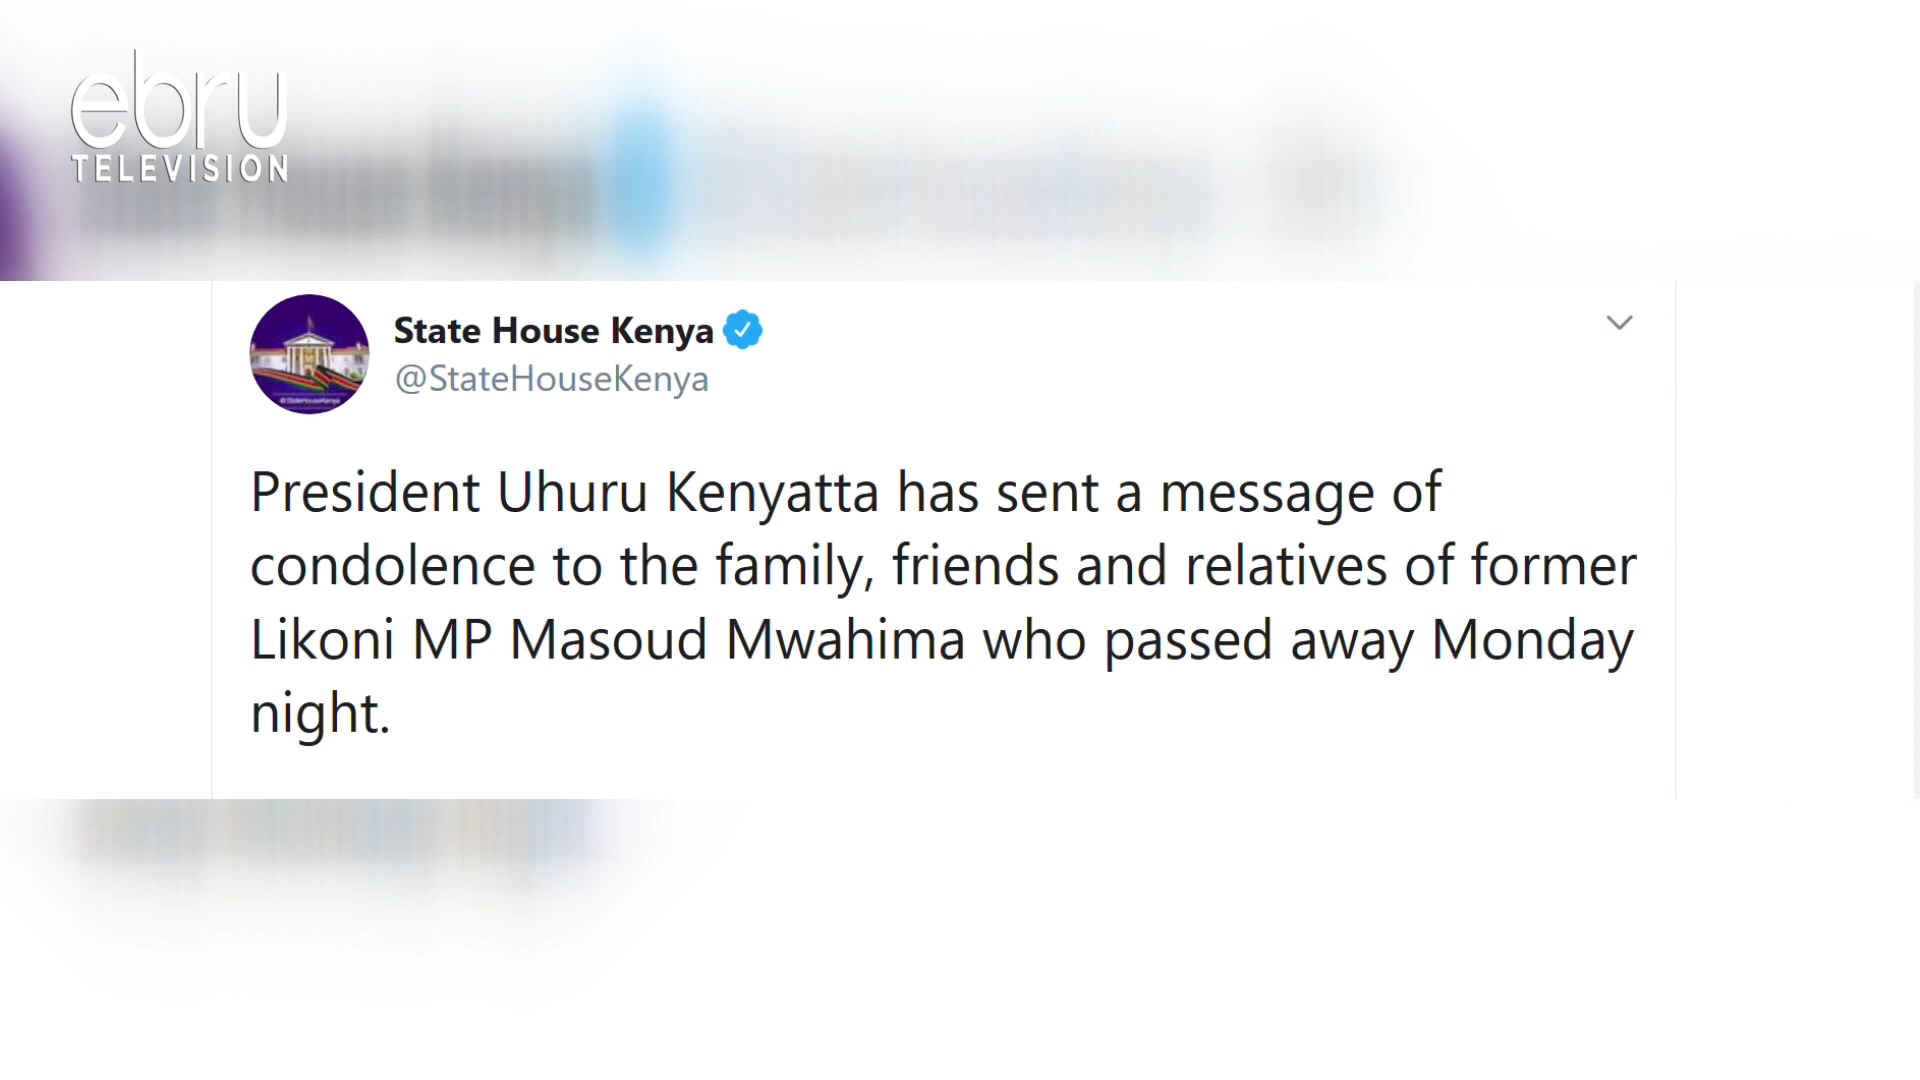 ebru
TELEVISION
State House Kenya
@StateHouseKenya
President Uhuru Kenyatta has sent a message of
condolence to the family, friends and relatives of former
Likoni MP Masoud Mwahima who passed away Monday
night.